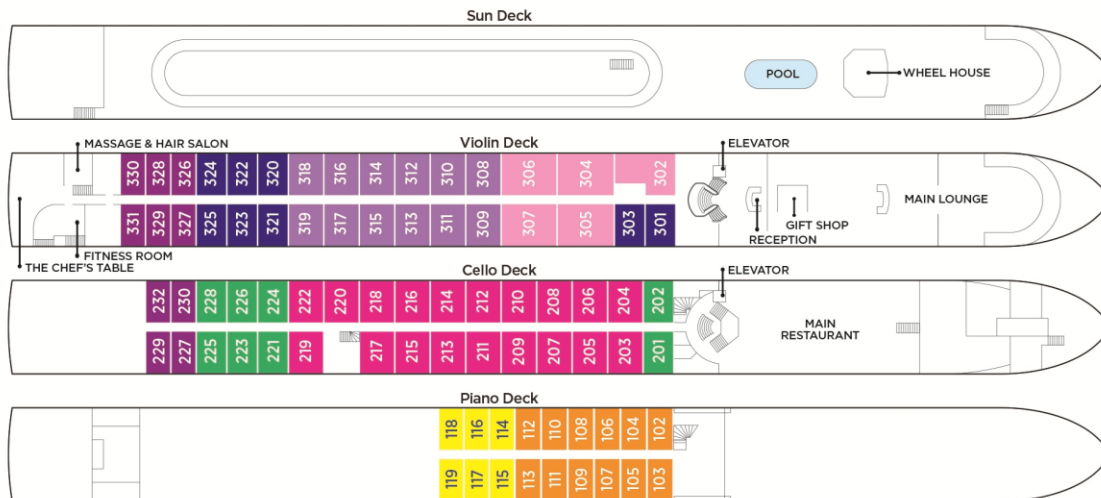 Sun Deck
POOL
WHEEL HOUSE
MASSAGE & HAIR SALON
Violin Deck
ELEVATOR
330 328 326 324 322 320 318 316 314 312 310 308 306 304 302
331 329 327 325 323 321 319 317 315 313 311 309 307 305 303 301
MAIN LOUNGE
GIFT SHOP
RECEPTION
FITNESS ROOM
THE CHEF'S TABLE
Cello Deck
ELEVATOR
232 230 228 226 224 222 220 218 216 214 212 210 208 206 204 202
229 227 225 223 221 219 217 215 213 211 209 207 205 203 201
MAIN
RESTAURANT
Piano Deck
118 116 114 112 110 108 106 104 102
119 117 115 113 111 109 107 105 103